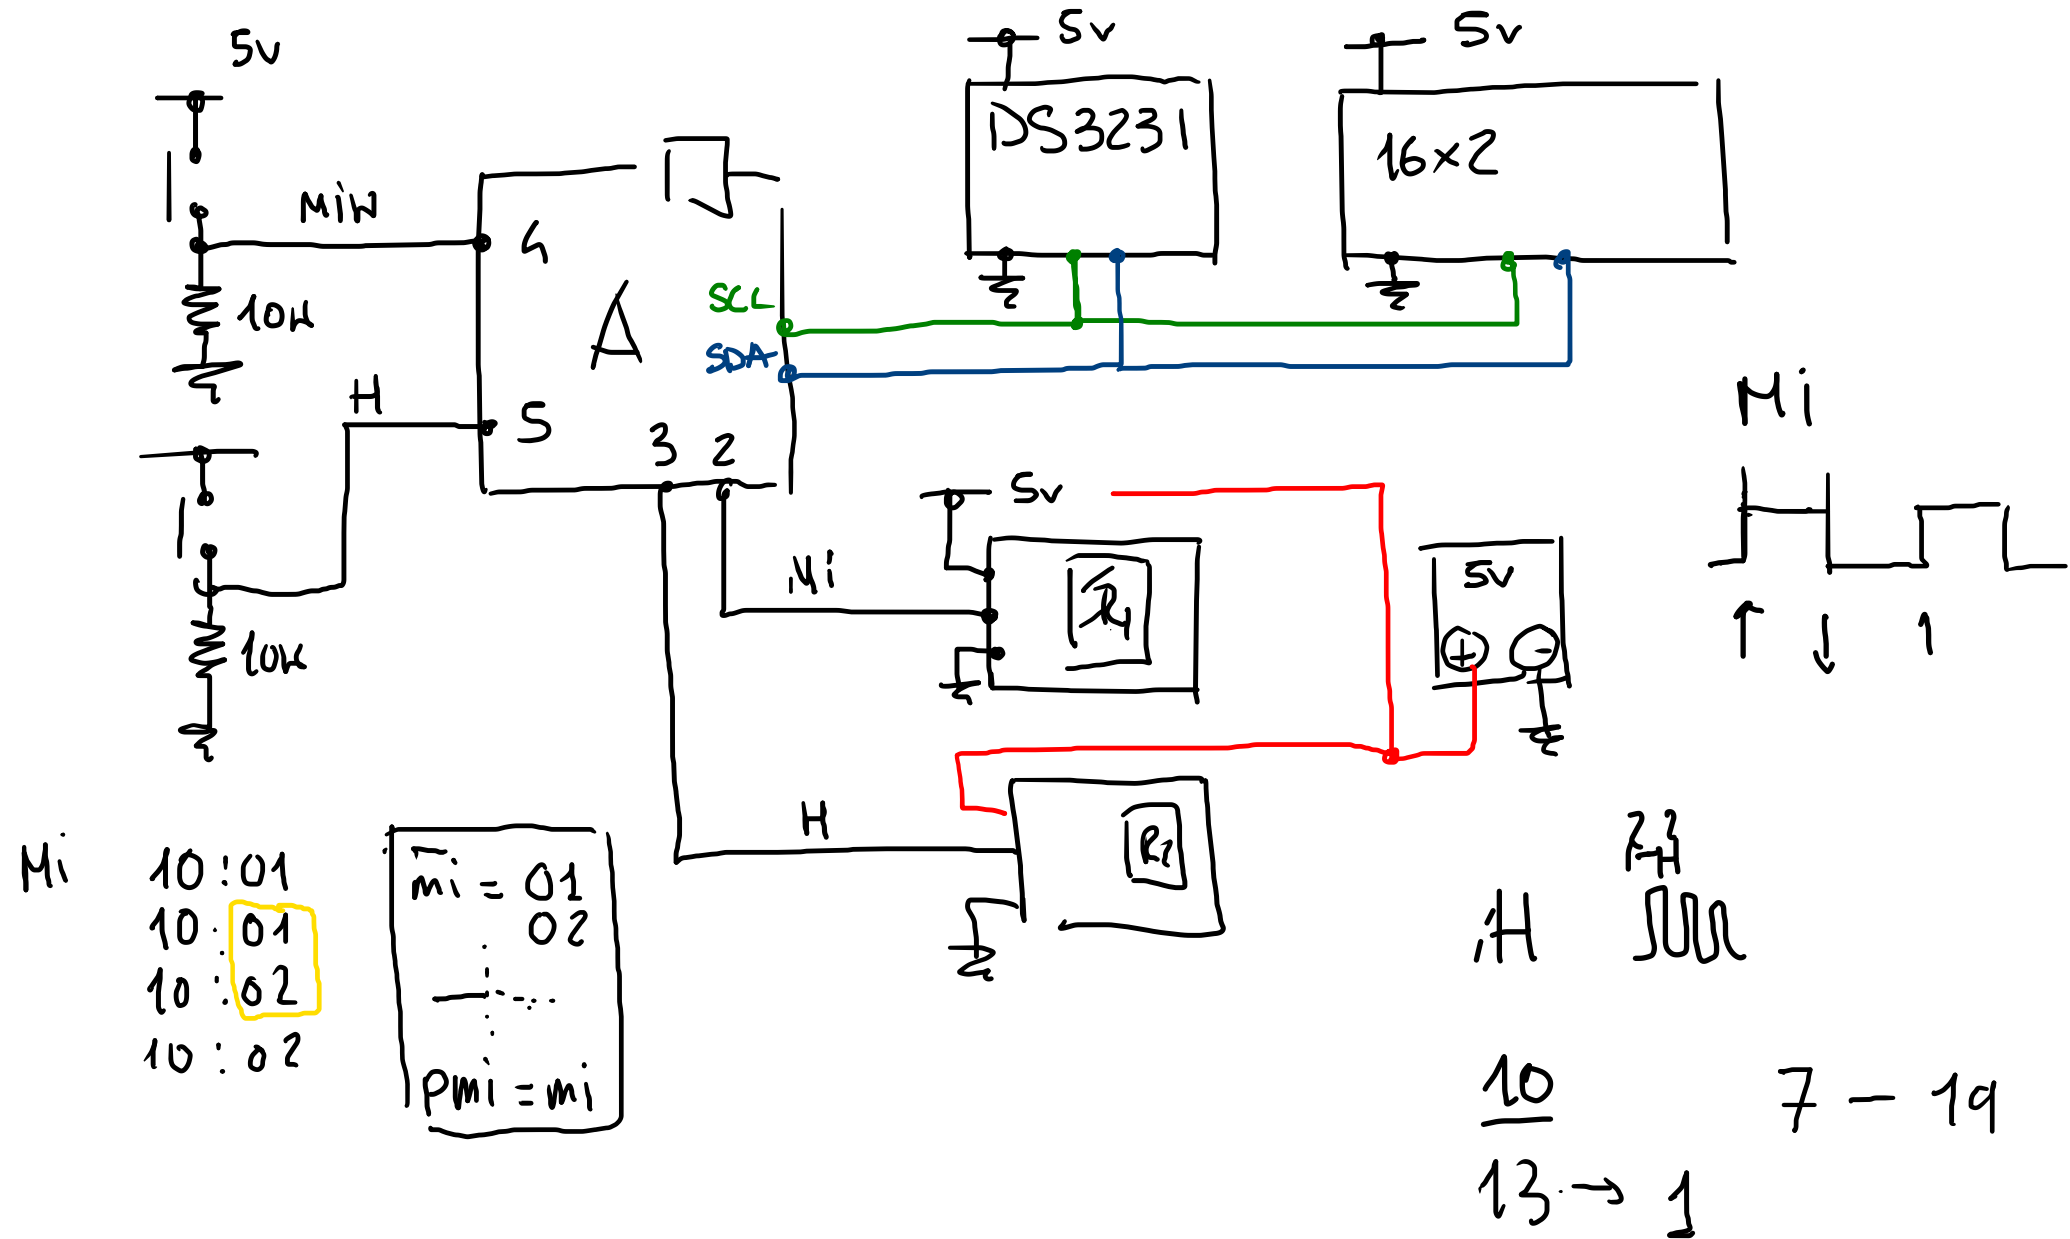 5v
5v
5v
DS3231
16x2
Min
4
10k
SCL
A
SDA
H
5
3 2
Mi
5v
Mi
5v
R1
+ -
10k
H
R2
Mi
10:01
10:01
10:02
10:02
mi = 01
02
pmi = mi
H
10
7 - 19
13 → 1